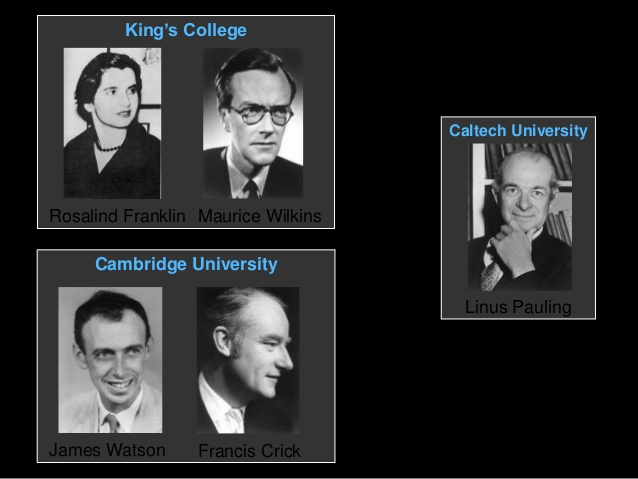 King’s College
Rosalind Franklin Maurice Wilkins
Caltech University
Linus Pauling
Cambridge University
James Watson Francis Crick